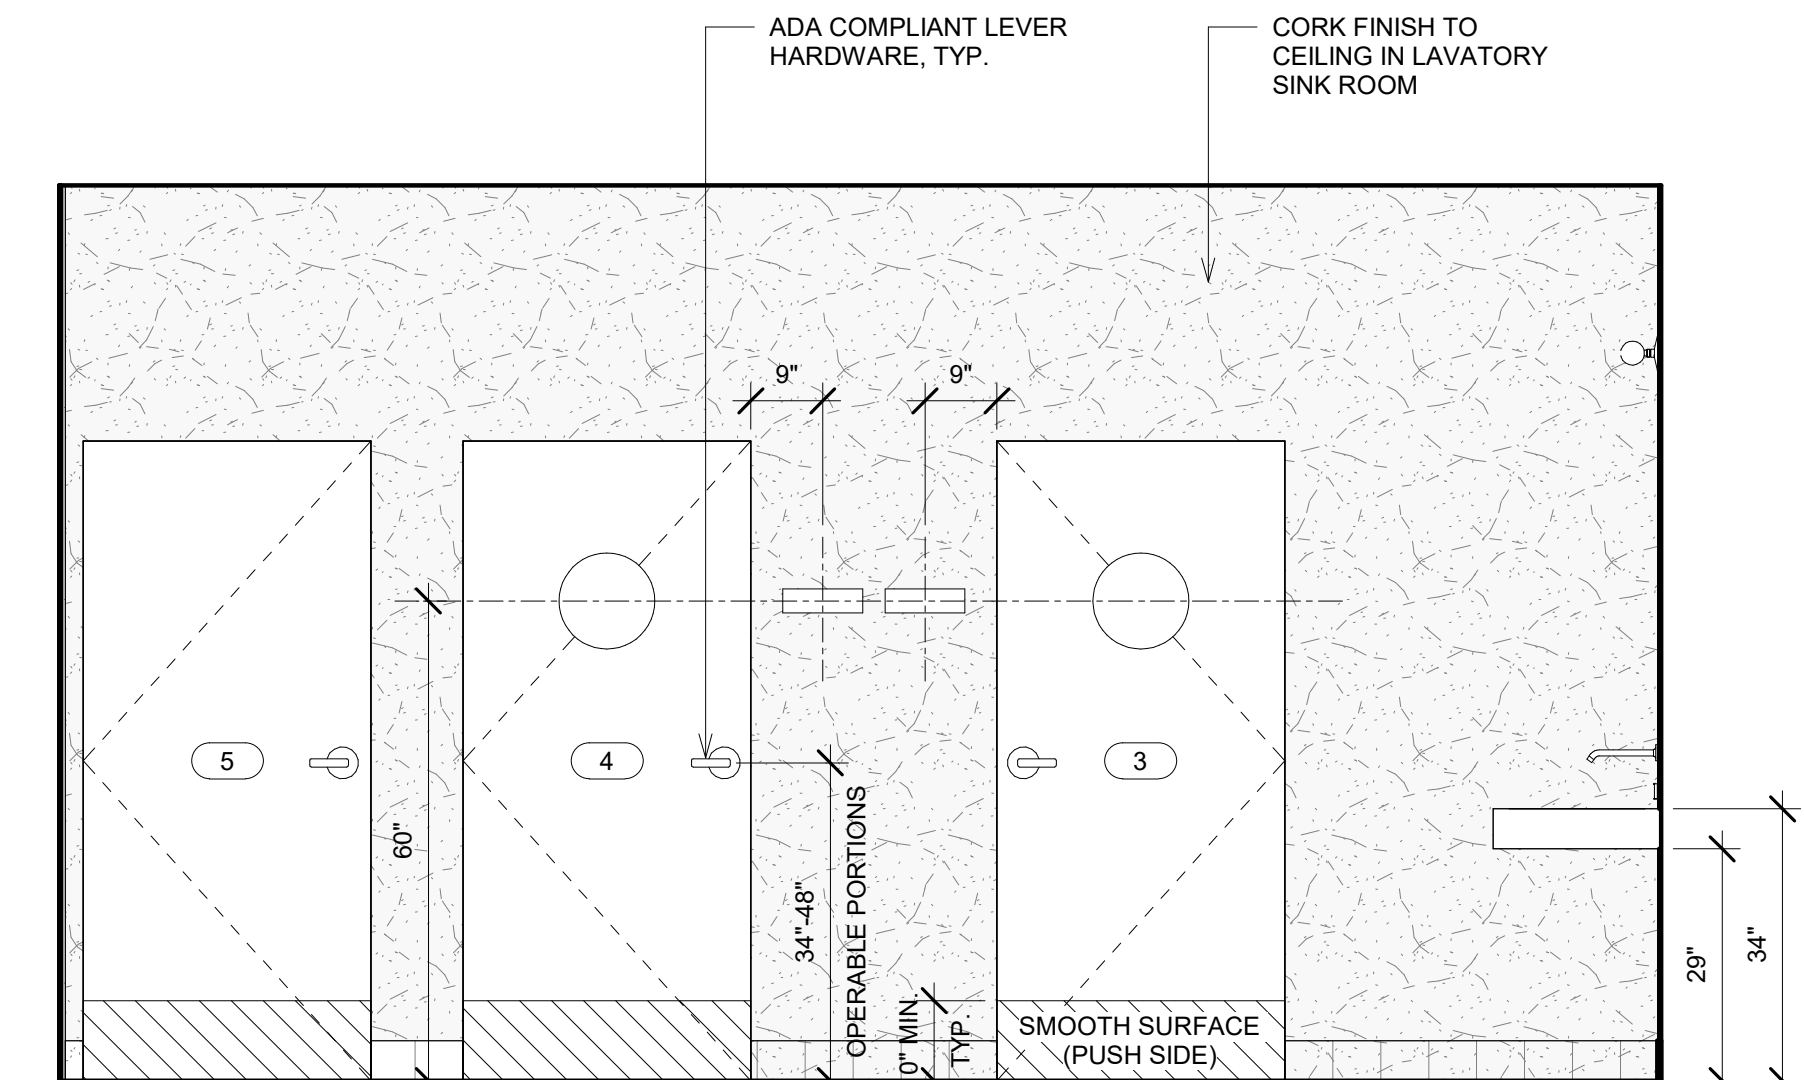 ADA COMPLIANT LEVER
HARDWARE, TYP.
CORK FINISH TO
CEILING IN LAVATORY
SINK ROOM
9"
9"
5
4
3
60"
34"-48"
OPERABLE PORTIONS
0" MIN.
TYP.
SMOOTH SURFACE
(PUSH SIDE)
29"
34"